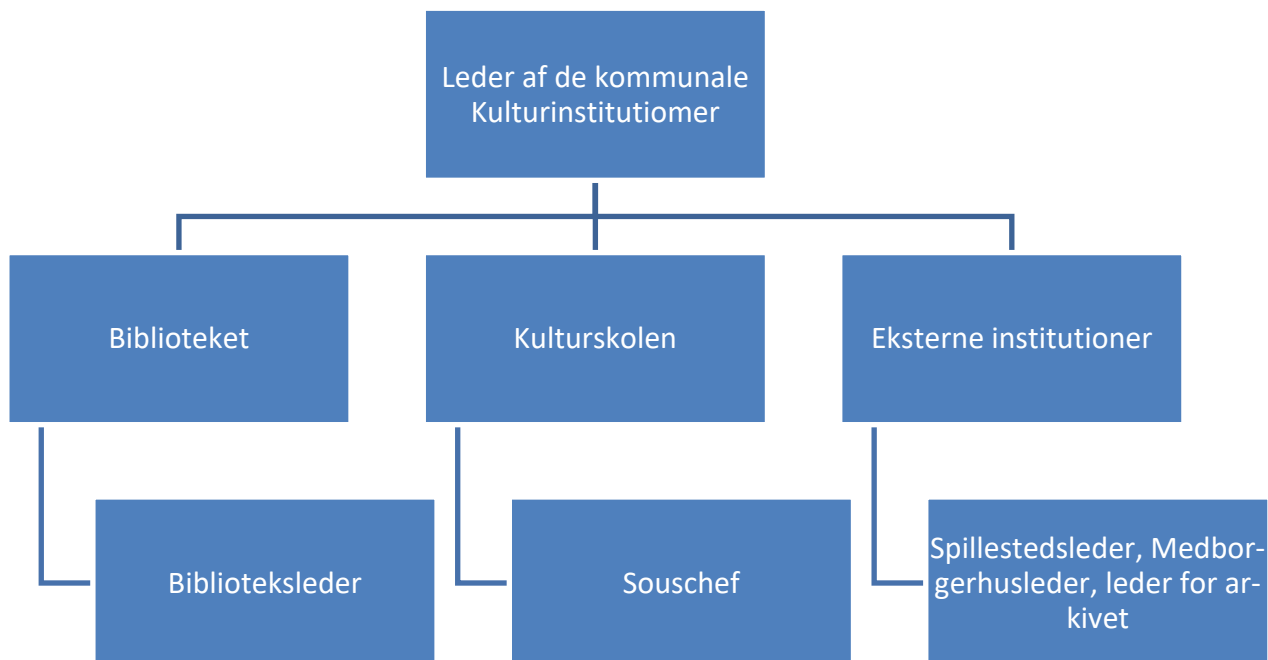 Leder af de kommunale
Kulturinstitutiomer
Biblioteket
Kulturskolen
Eksterne institutioner
Biblioteksleder
Souschef
Spillestedsleder, Medbor-
gerhusleder, leder for ar-
kivet